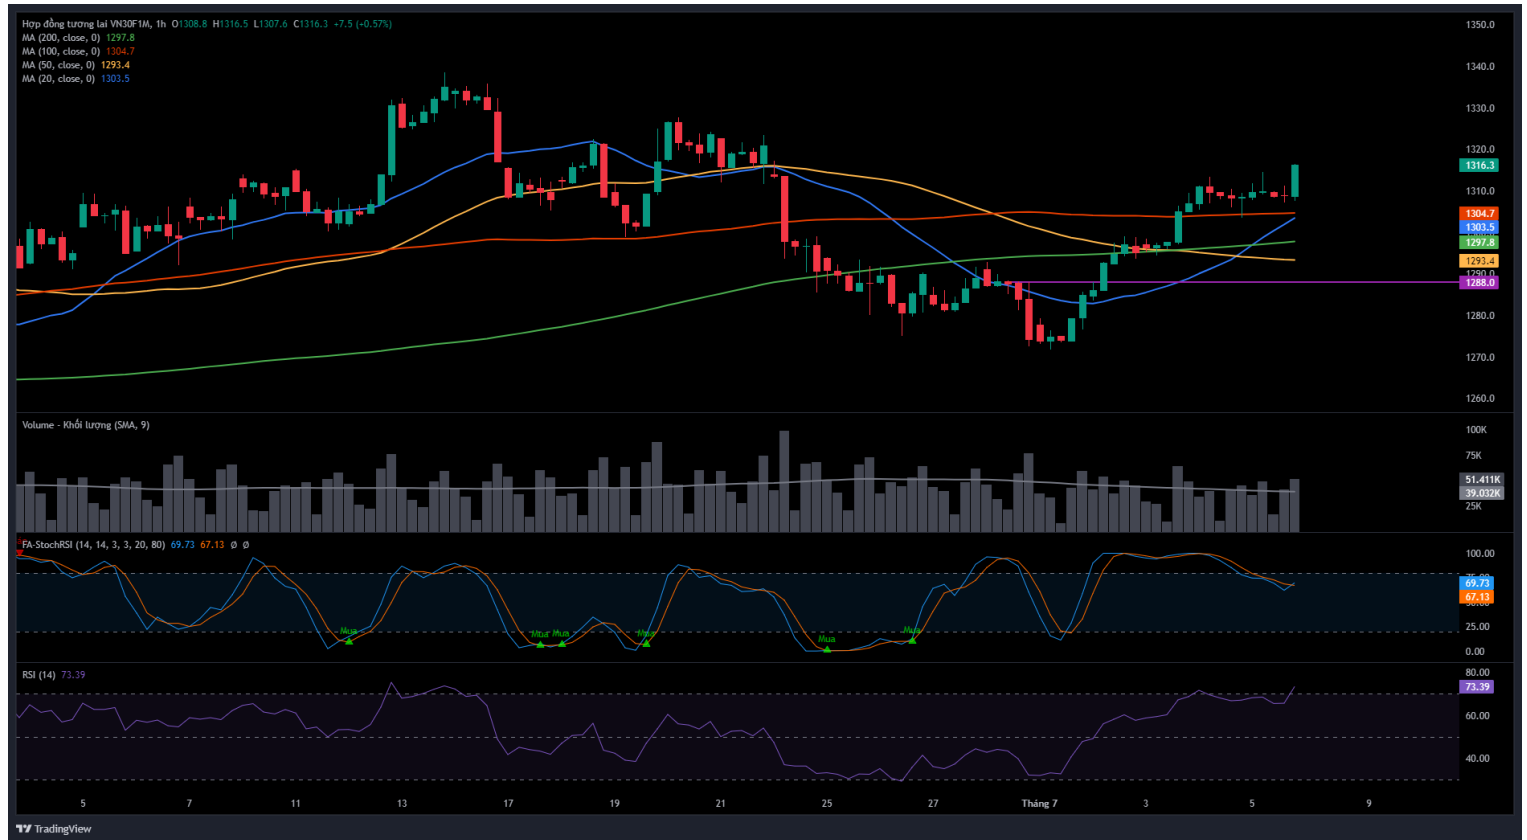 Hợp đồng tương lai VN30F1M, 1h O1308.8 H1316.5 L1307.6 C1316.3 +7.5 (+0.57%)
MA (200, close, 0) 1297.8
MA (100, close, 0) 1304.7
MA (50, close, 0) 1293.4
MA (20, close, 0) 1303.5
1350.0
1340.0
1330.0
1320.0
1316.3
1310.0
1304.7
1303.5
1297.8
1293.4
1290.0
1288.0
1280.0
1270.0
1260.0
Volume - Khối lượng (SMA, 9)
100K
75K
51.411K
39.032K
25K
FA-StochRSI (14, 14, 3, 3, 20, 80) 69.73 67.13 Ø Ø
100.00
69.73
67.13
25.00
0.00
Mua
Mua
Mua
Mua
Mua
Mua
RSI (14) 73.39
80.00
73.39
60.00
40.00
5 7 11 13 17 19 21 25 27 Tháng 7 3 5 9
TradingView